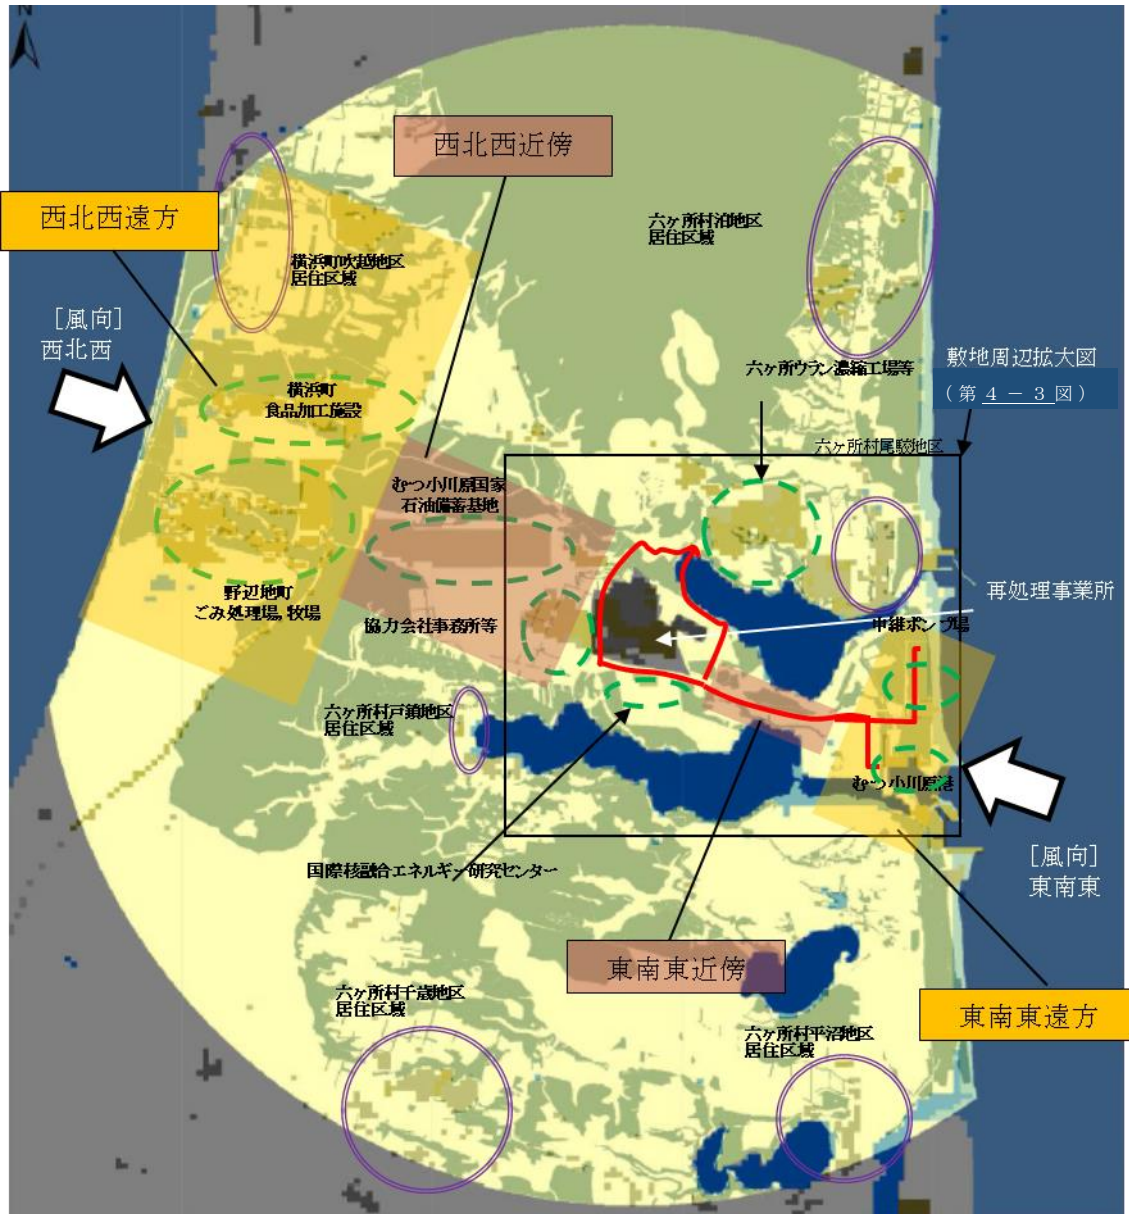 N
西北西近傍
西北西遠方
六ヶ所村泊地区
居住区域
横浜町吹越地区
居住区域
［風向］
西北西
敷地周辺拡大図
（第４－３図）
六ヶ所ウラン濃縮工場等
横浜町
食品加工施設
六ヶ所村尾駮地区
むつ小川原国家
石油備蓄基地
再処理事業所
野辺地町
ごみ処理場，牧場
協力会社事務所等
中継ポンプ場
六ヶ所村戸鎖地区
居住区域
むつ小川原港
国際核融合エネルギー研究センター
［風向］
東南東
東南東近傍
六ヶ所村千歳地区
居住区域
東南東遠方
六ヶ所村平沼地区
居住区域